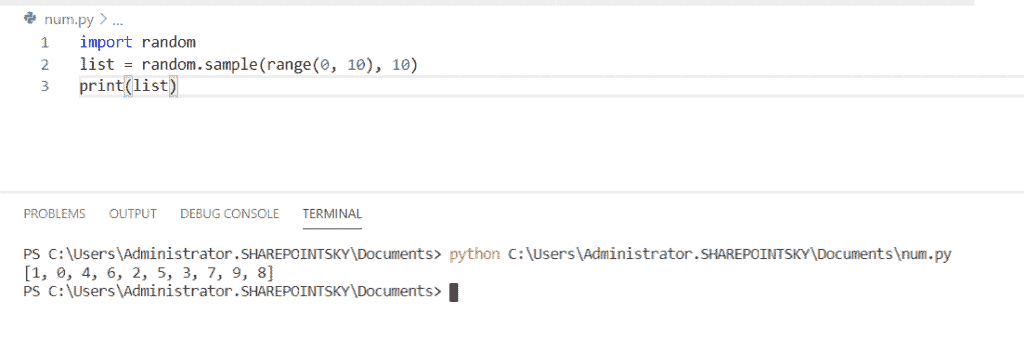 num.py > ...
1 import random
2 list = random.sample(range(0, 10), 10)
3 print(list)
PROBLEMS OUTPUT DEBUG CONSOLE TERMINAL
PS C:\Users\Administrator.SHAREPOINTSKY\Documents> python C:\Users\Administrator.SHAREPOINTSKY\Documents\num.py
[1, 0, 4, 6, 2, 5, 3, 7, 9, 8]
PS C:\Users\Administrator.SHAREPOINTSKY\Documents>